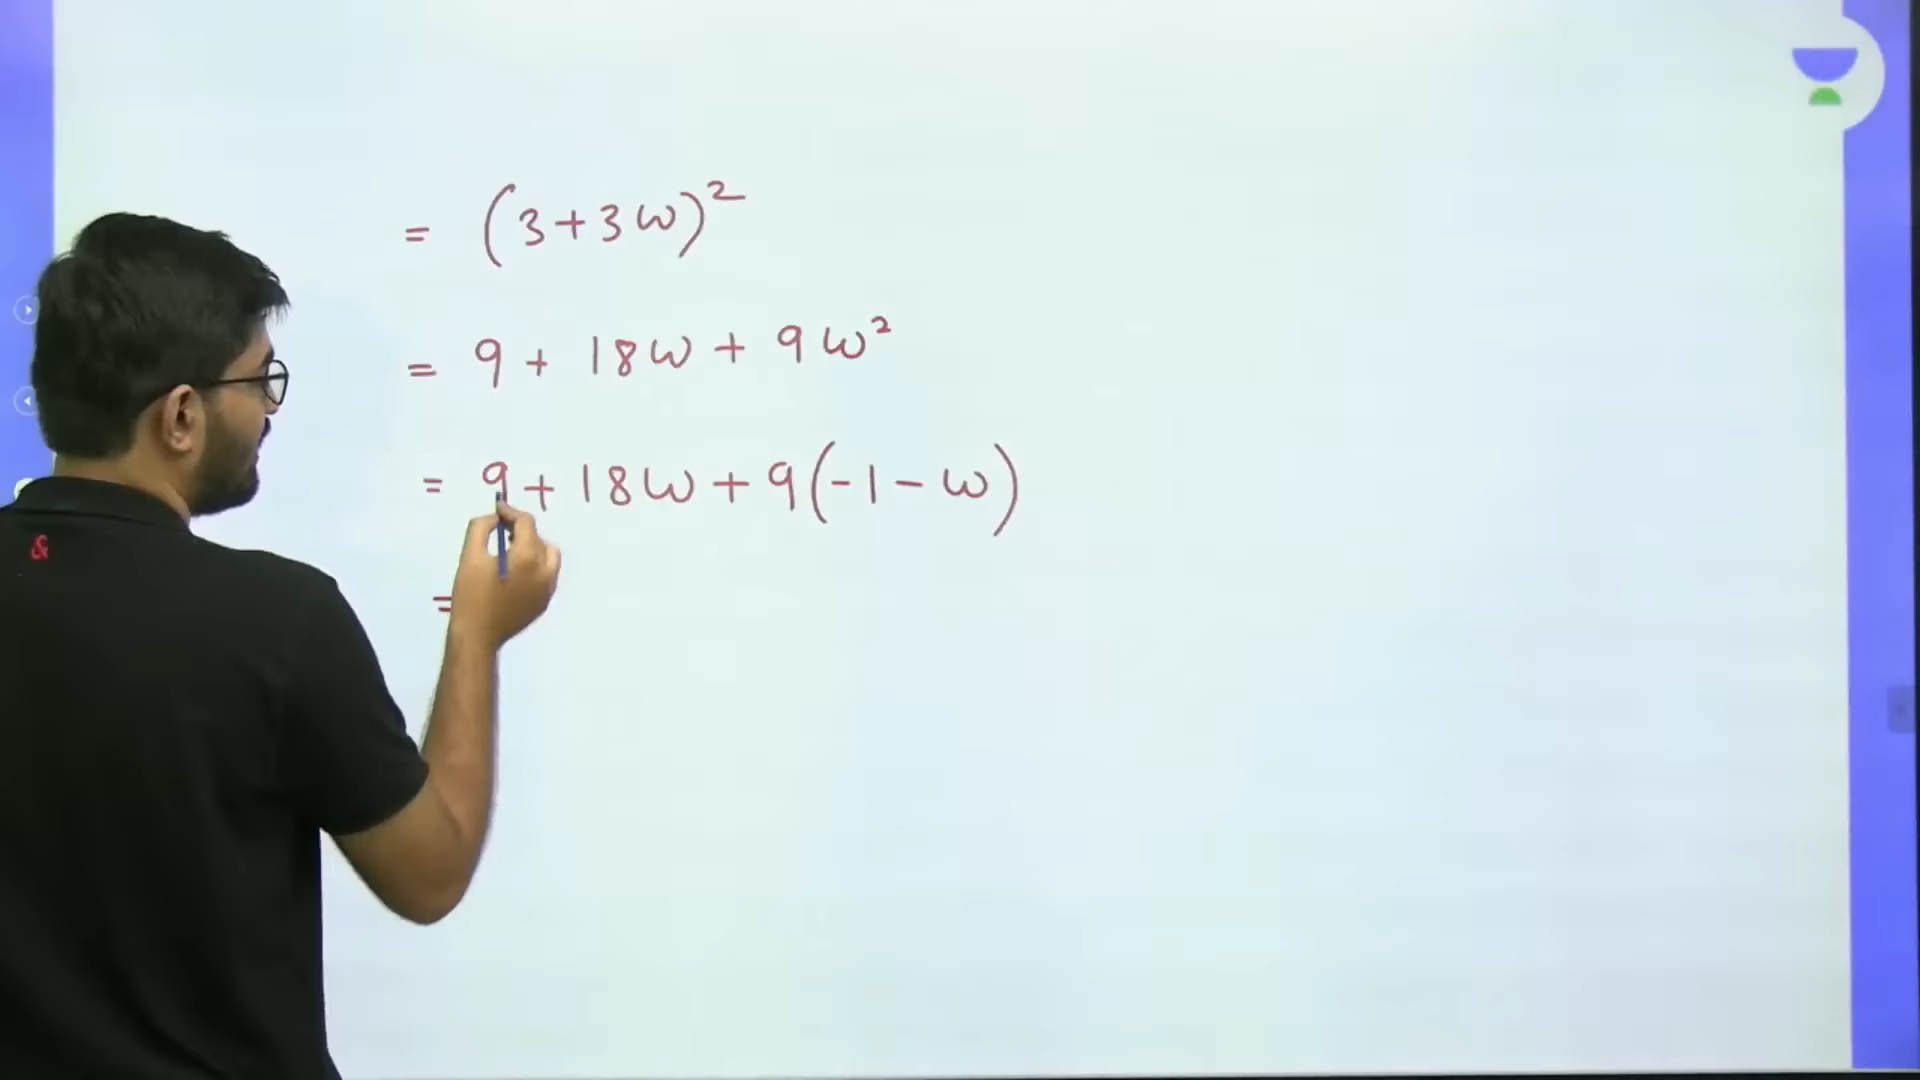 = (3+3ω)²
= 9 + 18ω + 9ω²
= 9 + 18ω + 9(-1 - ω)
=
&